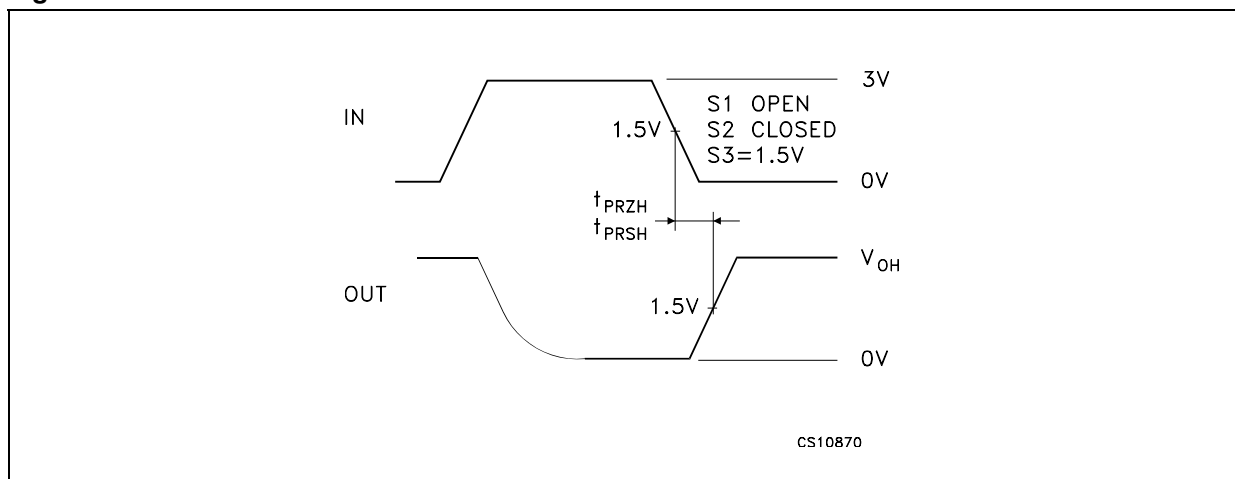 3V
IN
S1 OPEN
1.5V
S2 CLOSED
S3=1.5V
0V
tPRZH
tPRSH
VOH
OUT
1.5V
0V
CS10870